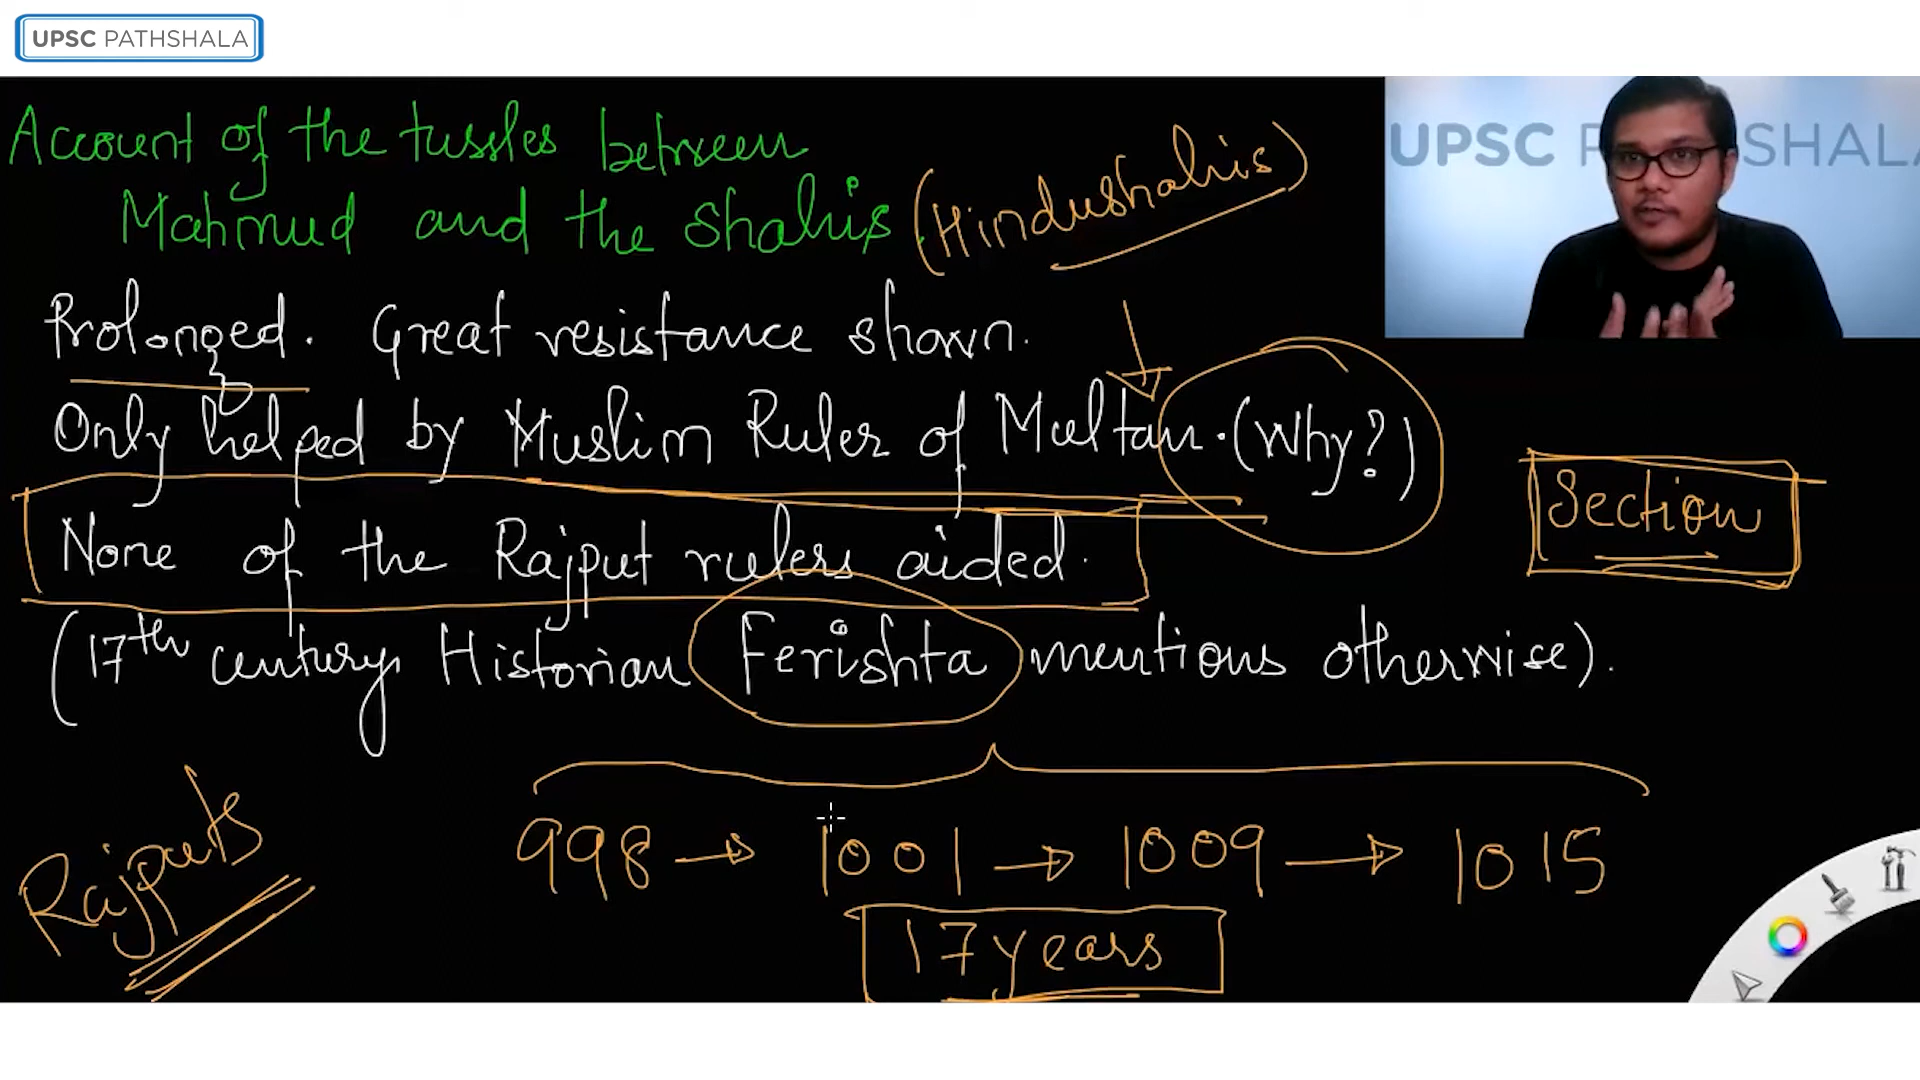 UPSC PATHSHALA
UPSC PATHSHALA
Account of the tussles between
Mahmud and the Shahis (Hindushahis)
Prolonged. Great resistance shown.
Only helped by Muslim Ruler of Multan. (Why?)
Section
None of the Rajput rulers aided.
(17th century Historian Ferishta mentions otherwise).
Rajputs
998 → 1001 → 1009 → 1015
17 years